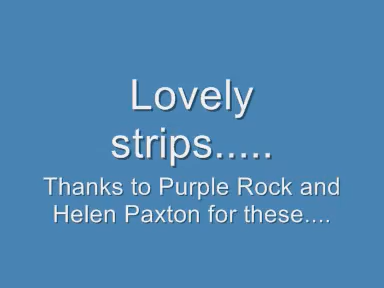 Lovely
strips.....
Thanks to Purple Rock and
Helen Paxton for these....